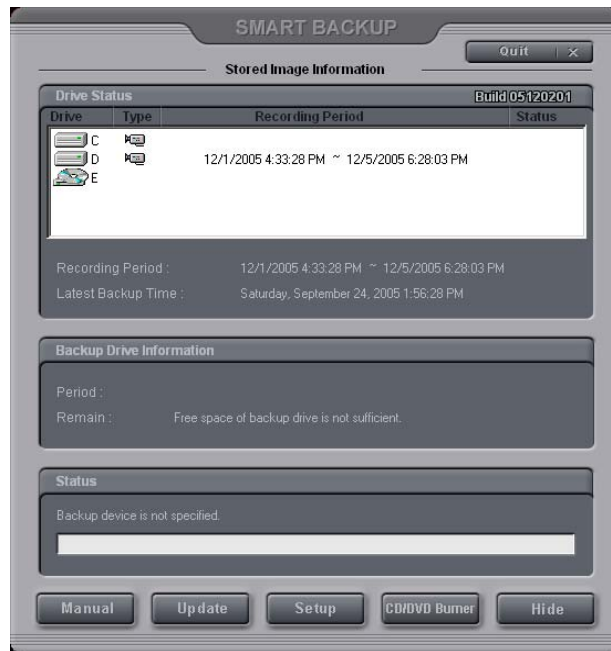 SMART BACKUP
Quit ×
Stored Image Information
Drive Status Build 05120201
Drive Type Recording Period Status
C
D 12/1/2005 4:33:28 PM ~ 12/5/2005 6:28:03 PM
E
Recording Period : 12/1/2005 4:33:28 PM ~ 12/5/2005 6:28:03 PM
Latest Backup Time : Saturday, September 24, 2005 1:56:28 PM
Backup Drive Information
Period :
Remain : Free space of backup drive is not sufficient.
Status
Backup device is not specified.
Manual Update Setup CD/DVD Burner Hide